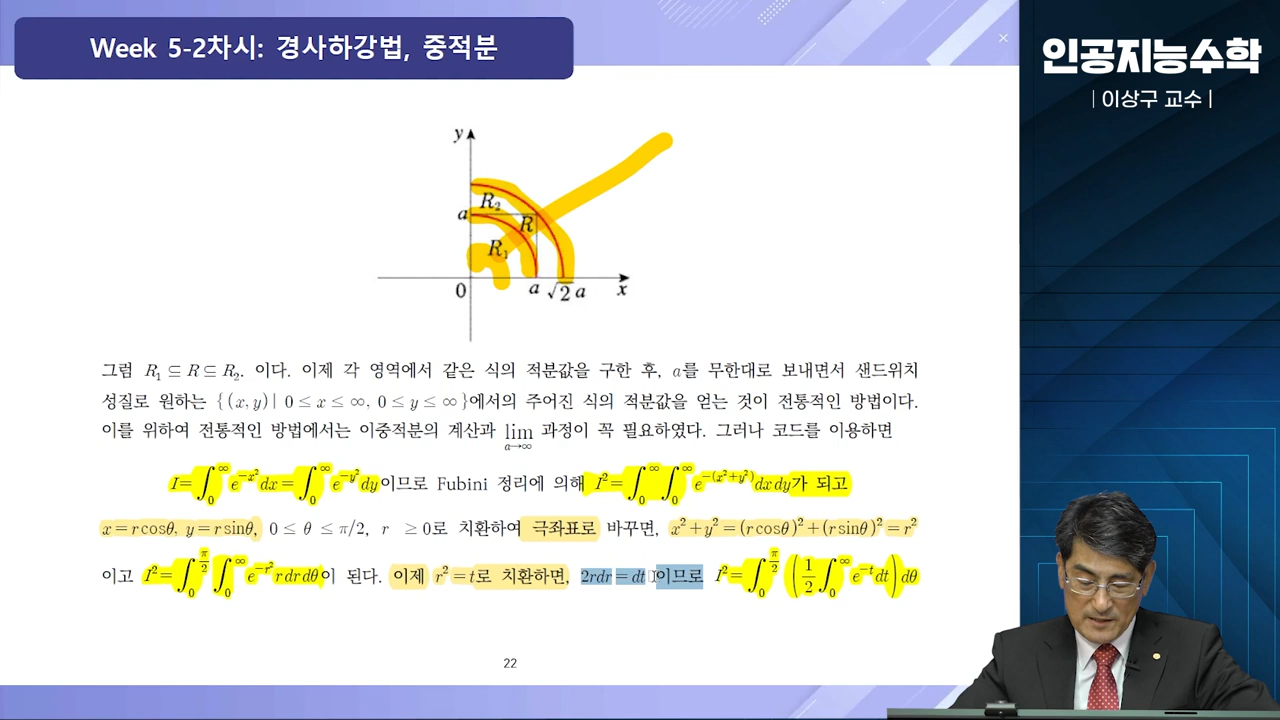 Week 5-2차시: 경사하강법, 중적분
인공지능수학
| 이상구 교수 |
y
R₂
a
R
R₁
0
a
√2 a
x
그럼 R₁ ⊆ R ⊆ R₂. 이다. 이제 각 영역에서 같은 식의 적분값을 구한 후, a를 무한대로 보내면서 샌드위치
성질로 원하는 {(x, y)| 0 ≤ x ≤ ∞, 0 ≤ y ≤ ∞}에서의 주어진 식의 적분값을 얻는 것이 전통적인 방법이다.
이를 위하여 전통적인 방법에서는 이중적분의 계산과 lim a→∞ 과정이 꼭 필요하였다. 그러나 코드를 이용하면
I = ∫₀^∞ e^{-x²} dx = ∫₀^∞ e^{-y²} dy 이므로 Fubini 정리에 의해 I² = ∫₀^∞ ∫₀^∞ e^{-(x²+y²)} dx dy가 되고
x = r cosθ, y = r sinθ, 0 ≤ θ ≤ π/2, r ≥ 0로 치환하여 극좌표로 바꾸면, x² + y² = (r cosθ)² + (r sinθ)² = r²
이고 I² = ∫₀^{π/2} ∫₀^∞ e^{-r²} r dr dθ이 된다. 이제 r² = t로 치환하면, 2rdr = dt 이므로 I² = ∫₀^{π/2} (1/2 ∫₀^∞ e^{-t} dt) dθ
22